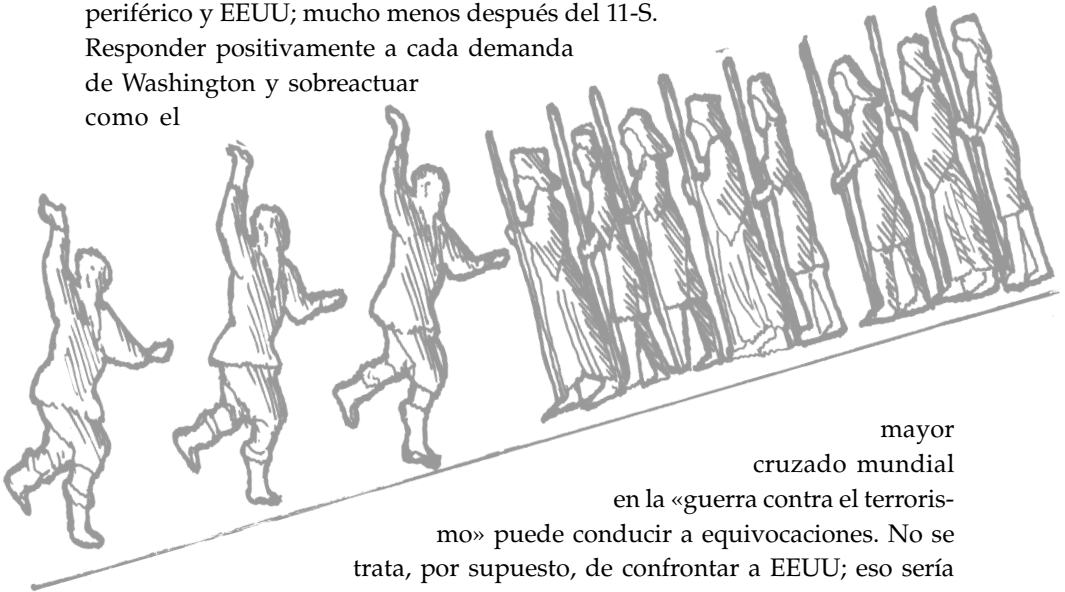 periférico y EEUU; mucho menos después del 11-S.
Responder positivamente a cada demanda
de Washington y sobreactuar
como el
mayor
cruzado mundial
en la «guerra contra el terroris-
mo» puede conducir a equivocaciones. No se
trata, por supuesto, de confrontar a EEUU; eso sería